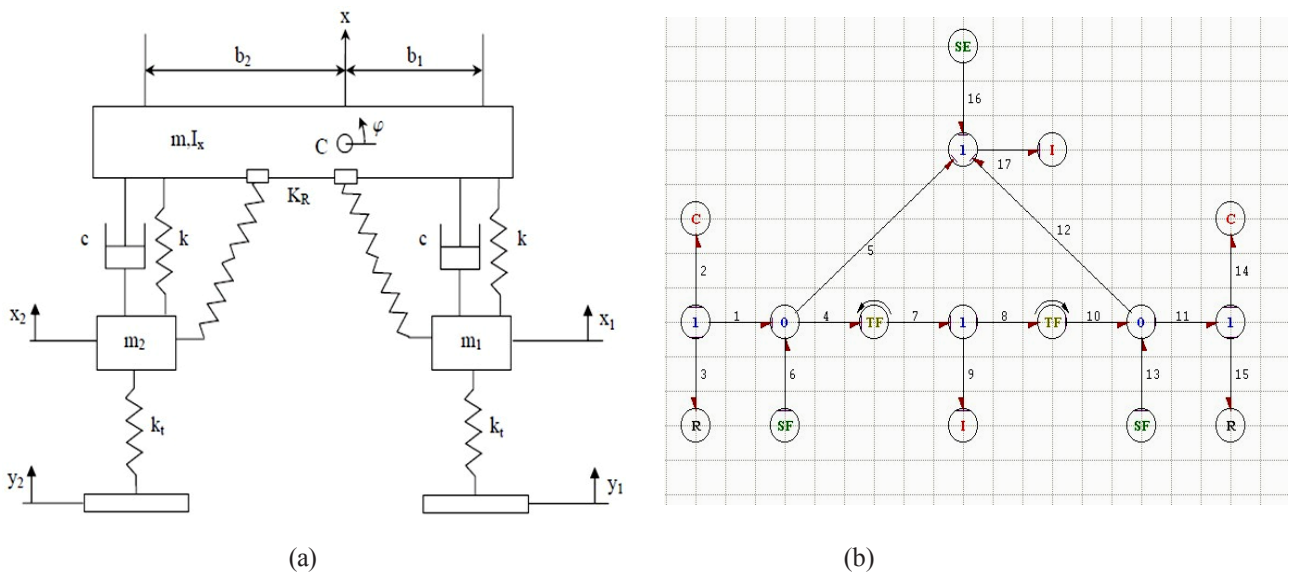 x
b₂
b₁
m,Iₓ
C
φ
K_R
c
k
c
k
x₂
x₁
m₂
m₁
kₜ
kₜ
y₂
y₁
(a)
SE
16
1
17
I
C
C
5
12
2
14
1
1
0
4
TF
7
1
8
TF
10
0
11
1
3
6
9
13
15
R
SF
I
SF
R
(b)